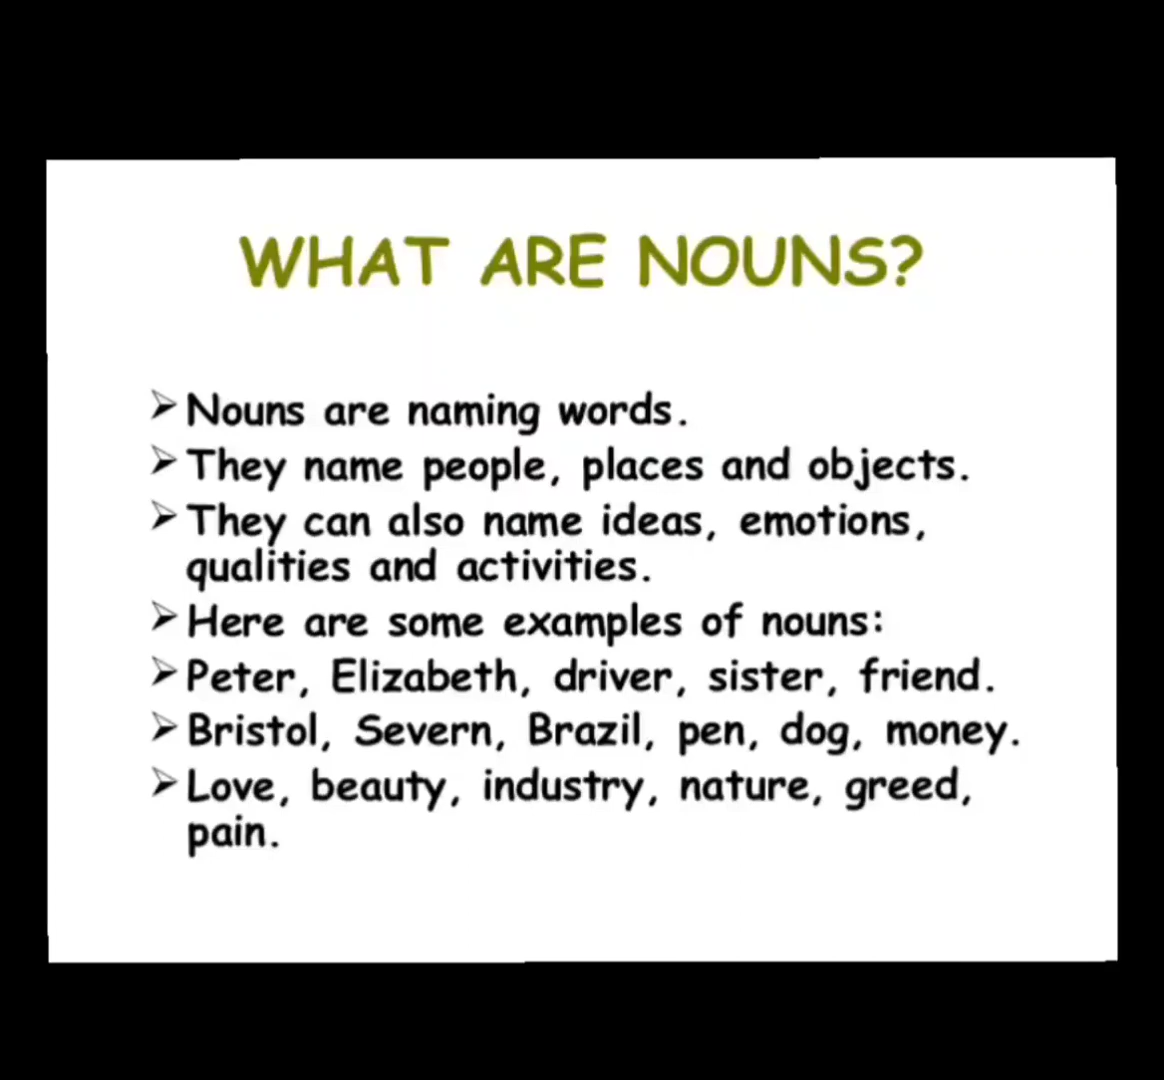 WHAT ARE NOUNS?
➢Nouns are naming words.
➢They name people, places and objects.
➢They can also name ideas, emotions,
qualities and activities.
➢Here are some examples of nouns:
➢Peter, Elizabeth, driver, sister, friend.
➢Bristol, Severn, Brazil, pen, dog, money.
➢Love, beauty, industry, nature, greed,
pain.